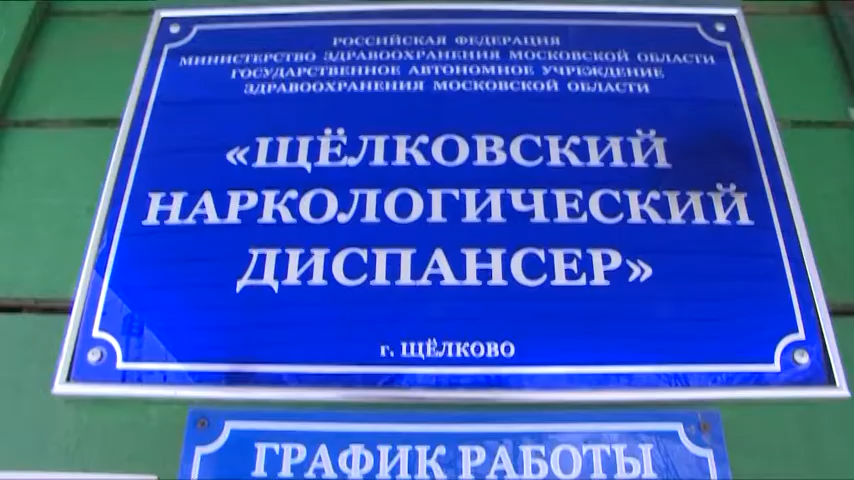 РОССИЙСКАЯ ФЕДЕРАЦИЯ
МИНИСТЕРСТВО ЗДРАВООХРАНЕНИЯ МОСКОВСКОЙ ОБЛАСТИ
ГОСУДАРСТВЕННОЕ АВТОНОМНОЕ УЧРЕЖДЕНИЕ
ЗДРАВООХРАНЕНИЯ МОСКОВСКОЙ ОБЛАСТИ
«ЩЁЛКОВСКИЙ
НАРКОЛОГИЧЕСКИЙ
ДИСПАНСЕР»
г. ЩЁЛКОВО
ГРАФИК РАБОТЫ